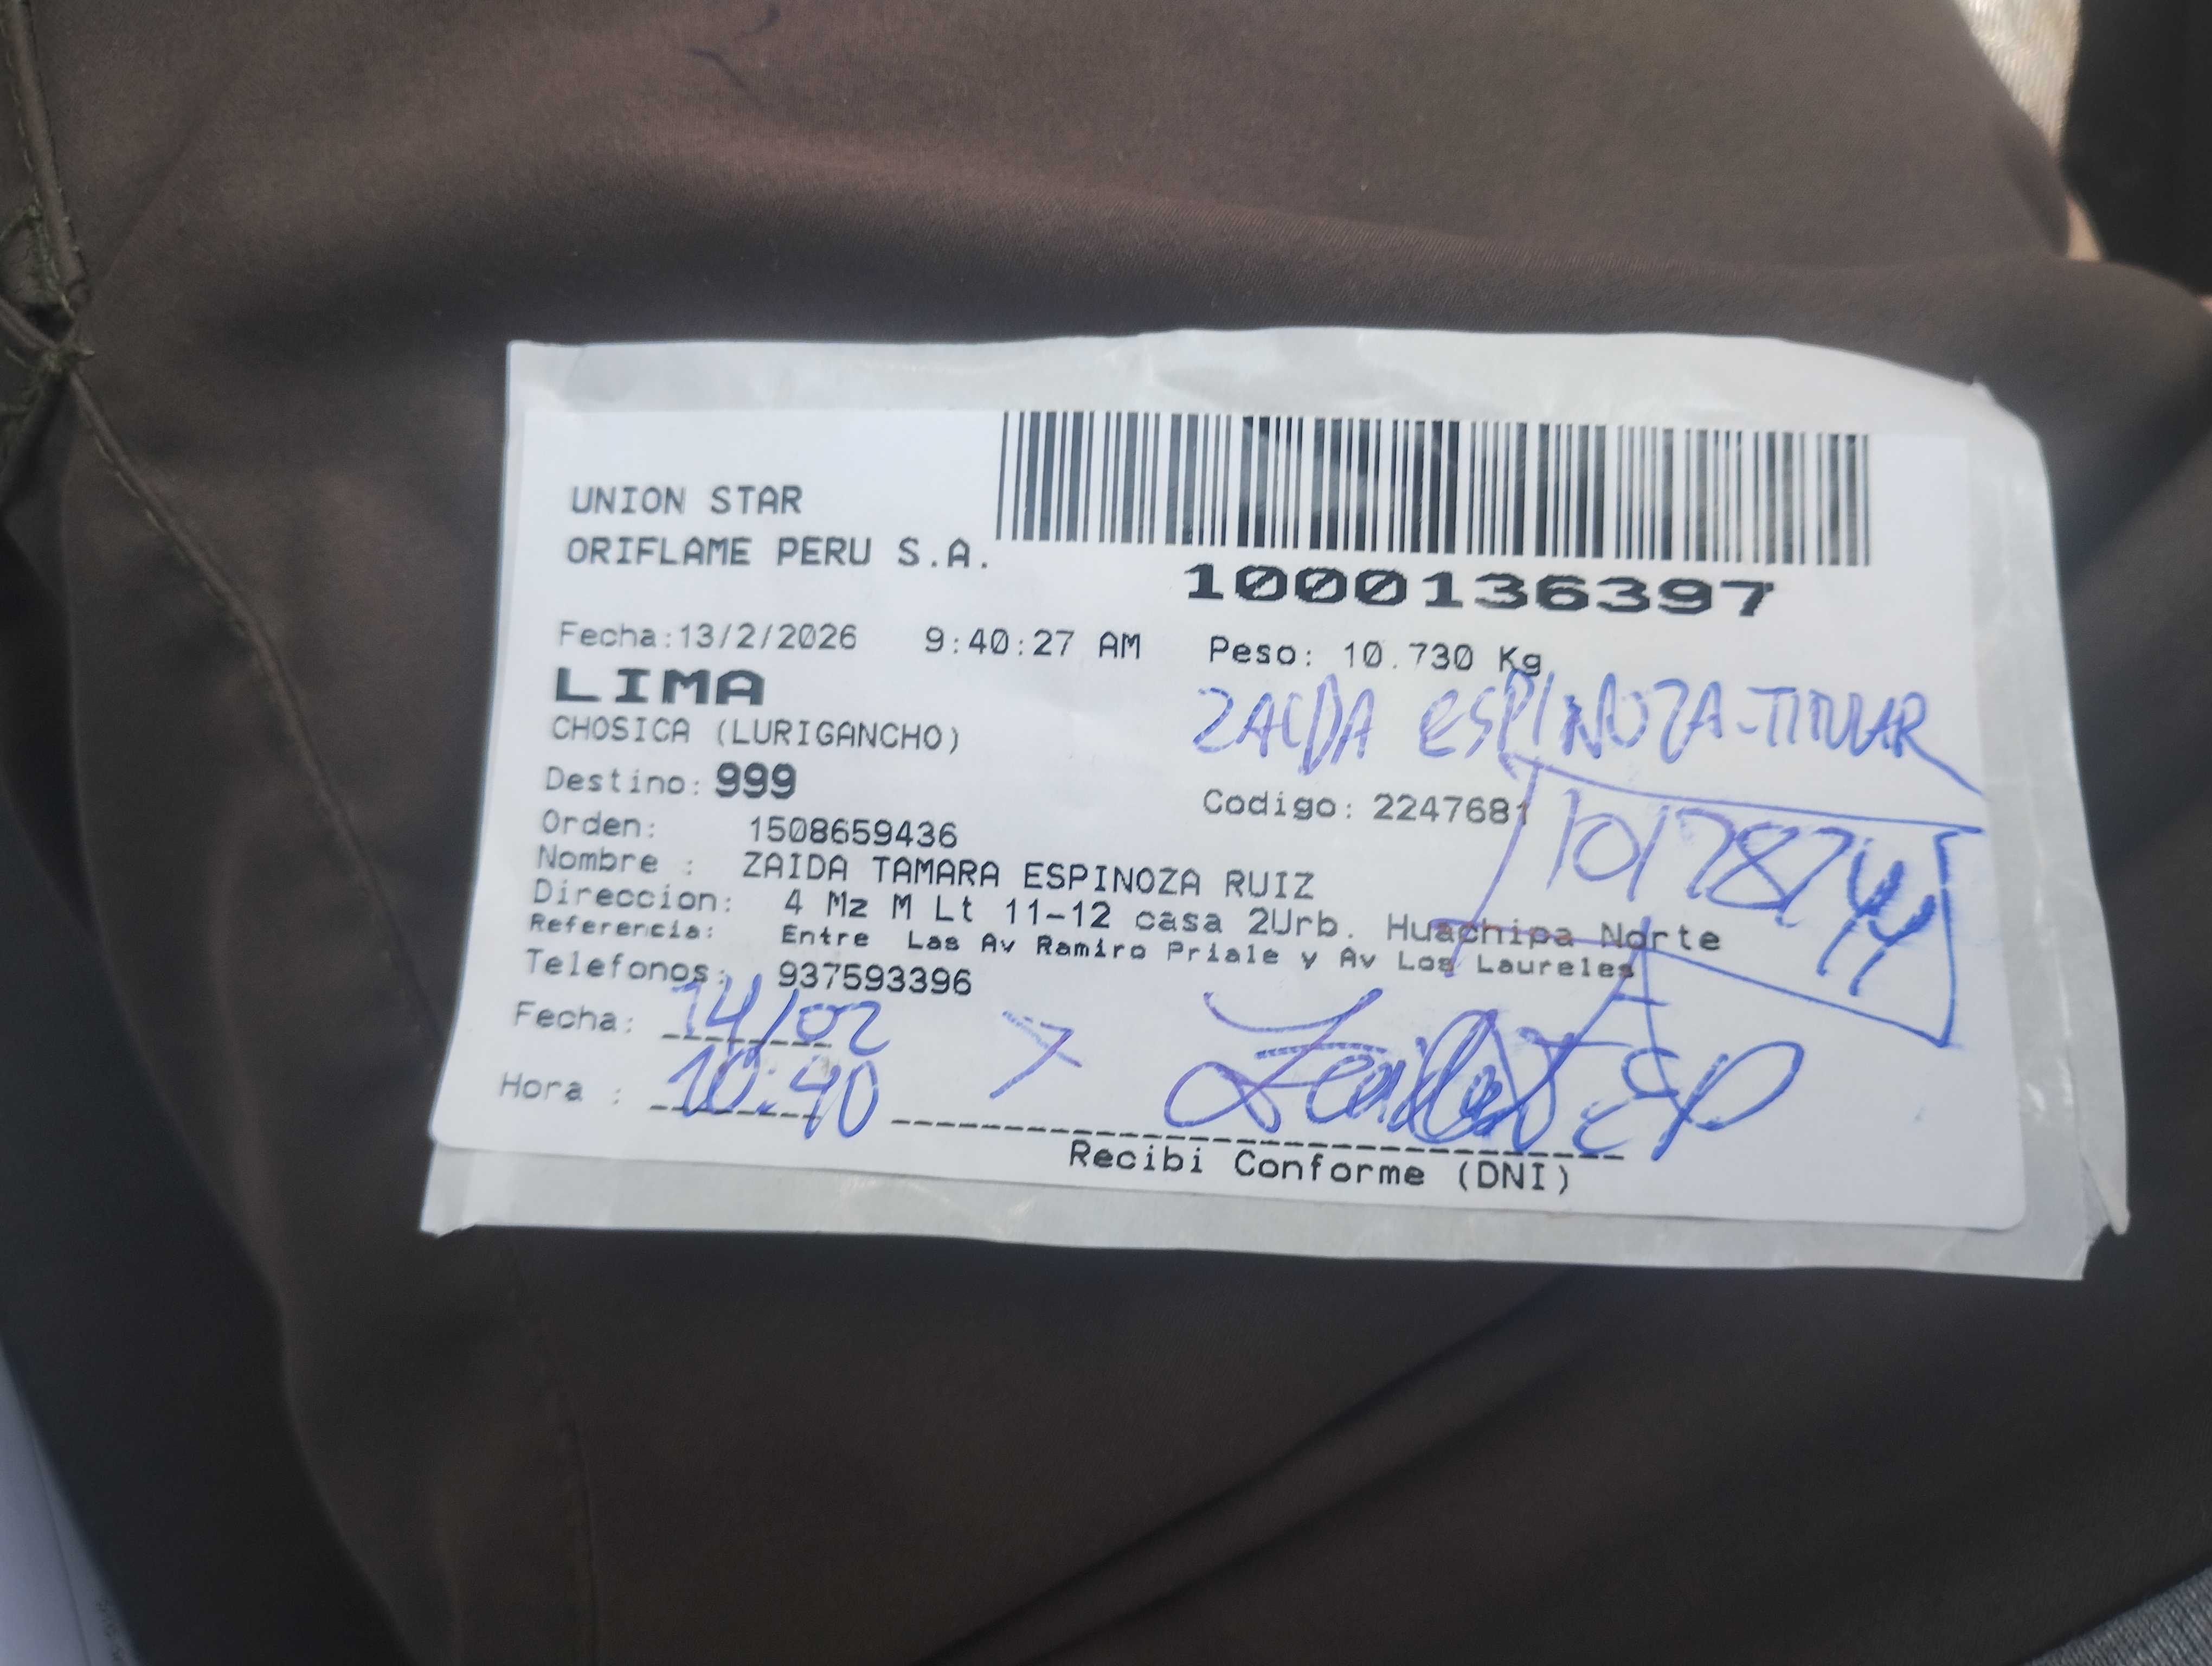 UNION STAR
ORIFLAME PERU S.A.
1000136397
Fecha:13/2/2026 9:40:27 AM Peso: 10.730 Kg
LIMA
ZAIDA ESPINOZA-TITULAR
CHOSICA (LURIGANCHO)
Destino: 999 Codigo: 2247681
Orden: 1508659436
Nombre : ZAIDA TAMARA ESPINOZA RUIZ
Direccion: 4 Mz M Lt 11-12 casa 2Urb. Huachipa Norte
Referencia: Entre Las Av Ramiro Priale y Av Los Laureles
Telefonos: 937593396
Fecha: 14/02
Hora : 10:40
Recibi Conforme (DNI)